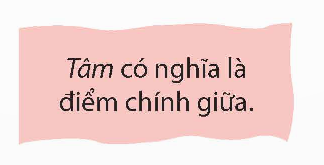 Tâm có nghĩa là
điểm chính giữa.